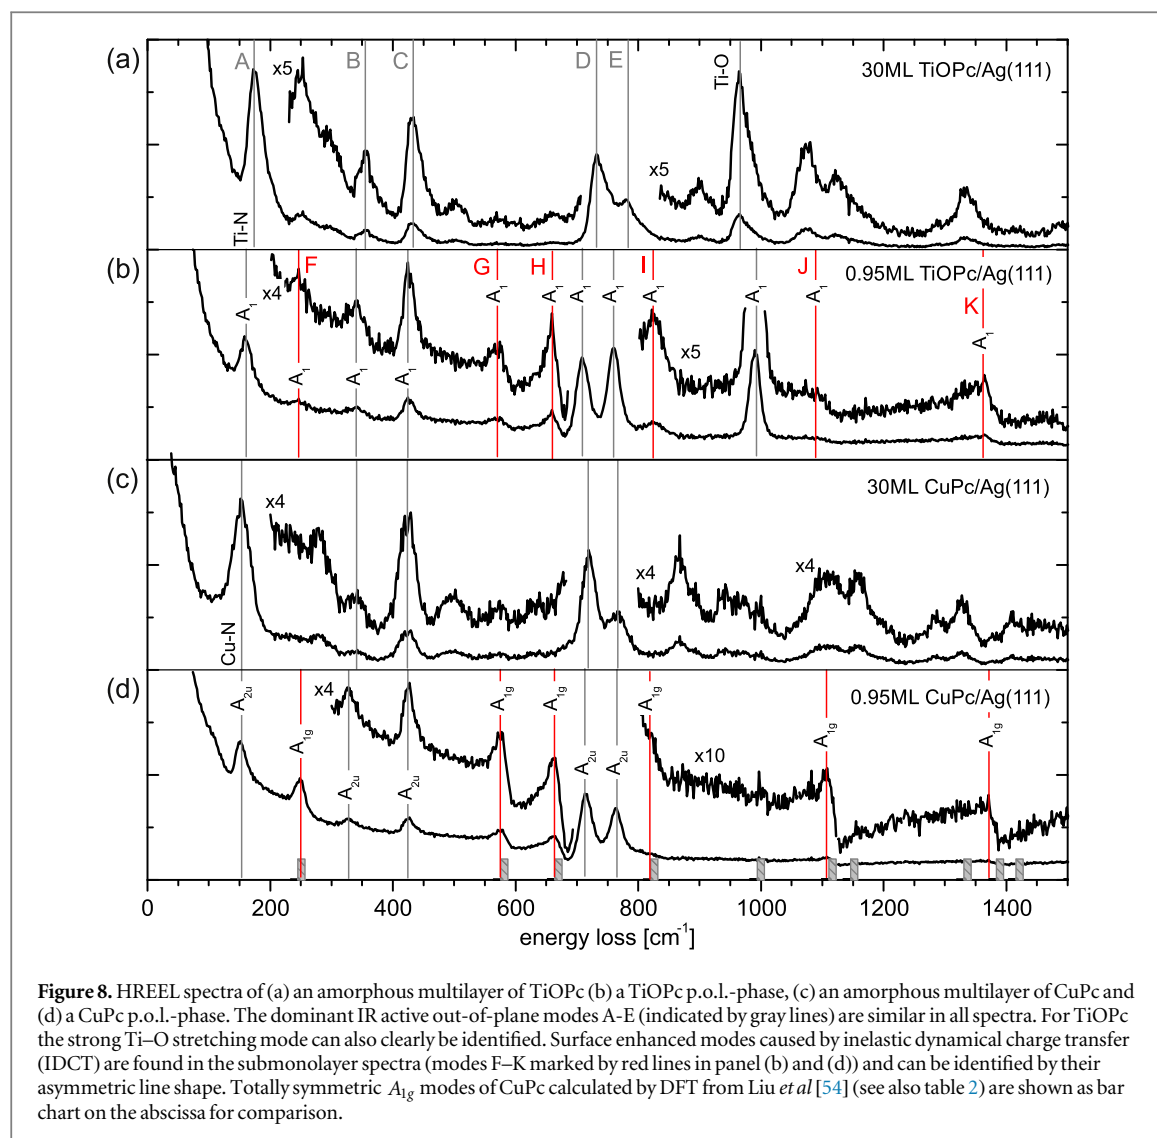 (a)
A
B
C
D
E
x5
x5
Ti-N
Ti-O
30ML TiOPc/Ag(111)
(b)
F
G
H
I
J
K
x4
x5
A1
A1
A1
A1
A1
A1
A1
A1
A1
A1
A1
A1
0.95ML TiOPc/Ag(111)
(c)
x4
x4
x4
Cu-N
30ML CuPc/Ag(111)
(d)
x4
x10
A2u
A1g
A2u
A2u
A1g
A1g
A2u
A2u
A1g
A1g
A1g
0.95ML CuPc/Ag(111)
0 200 400 600 800 1000 1200 1400
energy loss [cm-1]
Figure 8. HREEL spectra of (a) an amorphous multilayer of TiOPc (b) a TiOPc p.o.l.-phase, (c) an amorphous multilayer of CuPc and
(d) a CuPc p.o.l.-phase. The dominant IR active out-of-plane modes A-E (indicated by gray lines) are similar in all spectra. For TiOPc
the strong Ti–O stretching mode can also clearly be identified. Surface enhanced modes caused by inelastic dynamical charge transfer
(IDCT) are found in the submonolayer spectra (modes F–K marked by red lines in panel (b) and (d)) and can be identified by their
asymmetric line shape. Totally symmetric A1g modes of CuPc calculated by DFT from Liu et al [54] (see also table 2) are shown as bar
chart on the abscissa for comparison.